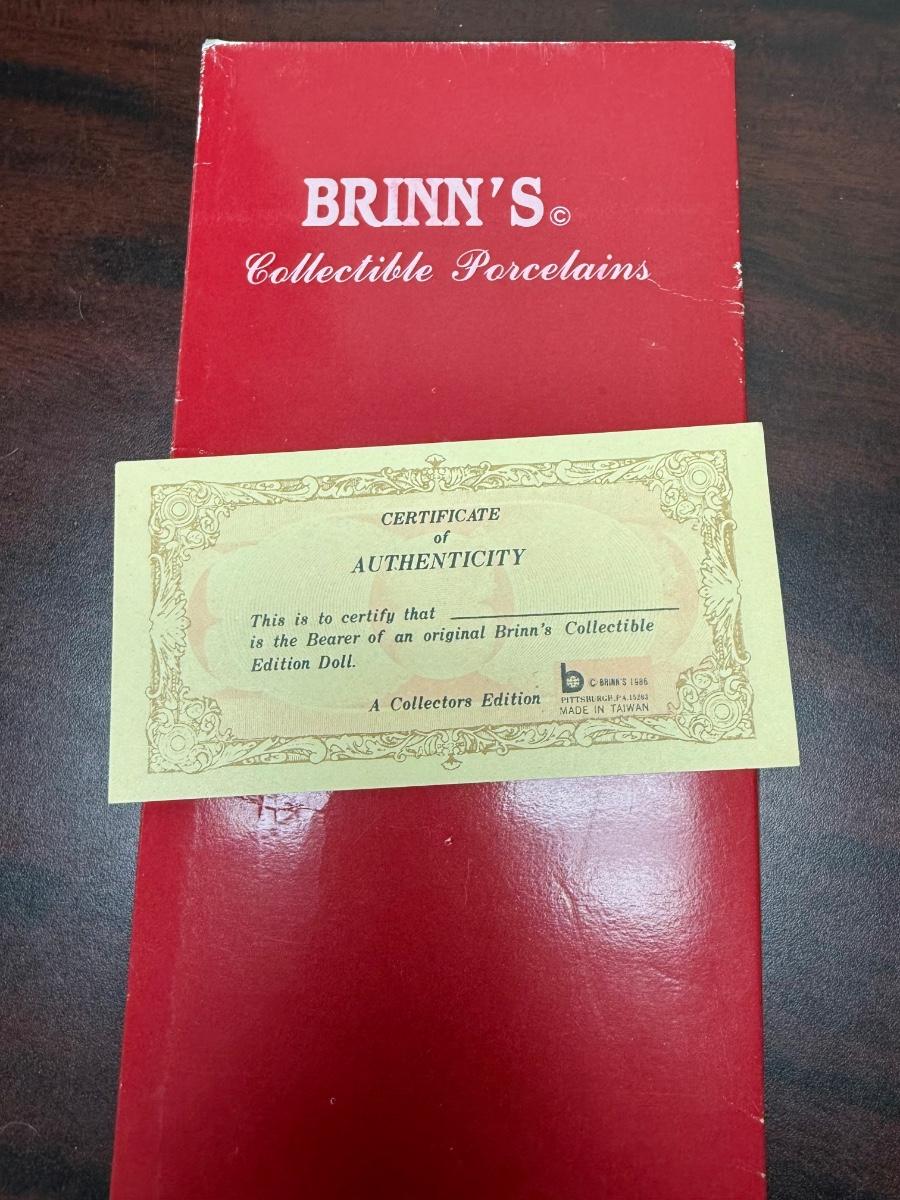 BRINN'S ©
Collectible Porcelains
CERTIFICATE
of
AUTHENTICITY
This is to certify that
is the Bearer of an original Brinn's Collectible
Edition Doll.
A Collectors Edition
b © BRINN'S 1986
PITTSBURGH, PA. 15203
MADE IN TAIWAN